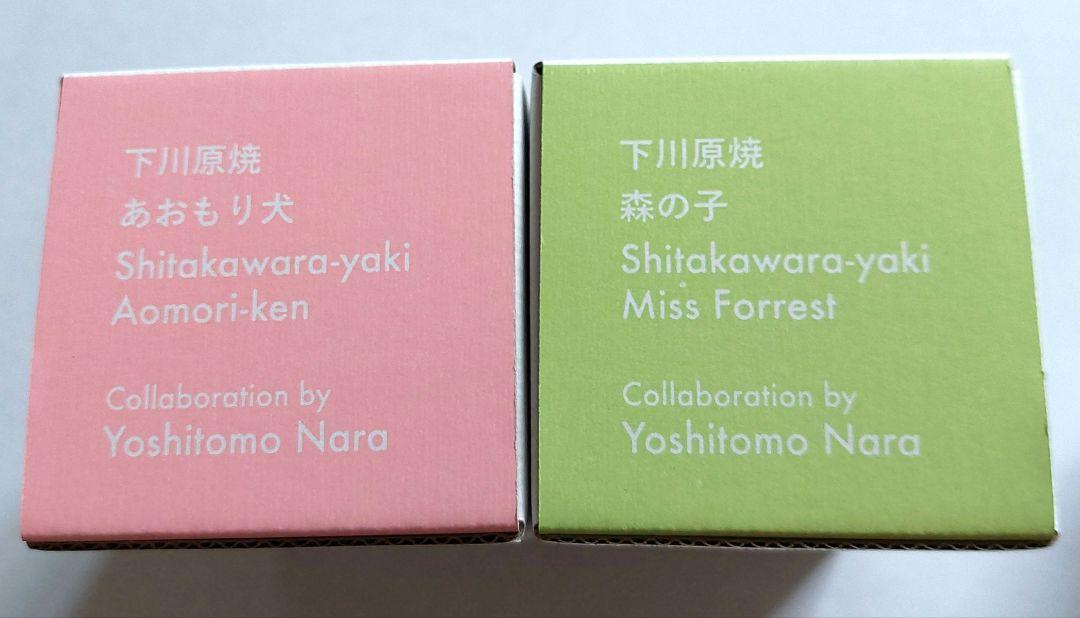 下川原焼
あおもり犬
Shitakawara-yaki
Aomori-ken
Collaboration by
Yoshitomo Nara
下川原焼
森の子
Shitakawara-yaki
Miss Forrest
Collaboration by
Yoshitomo Nara